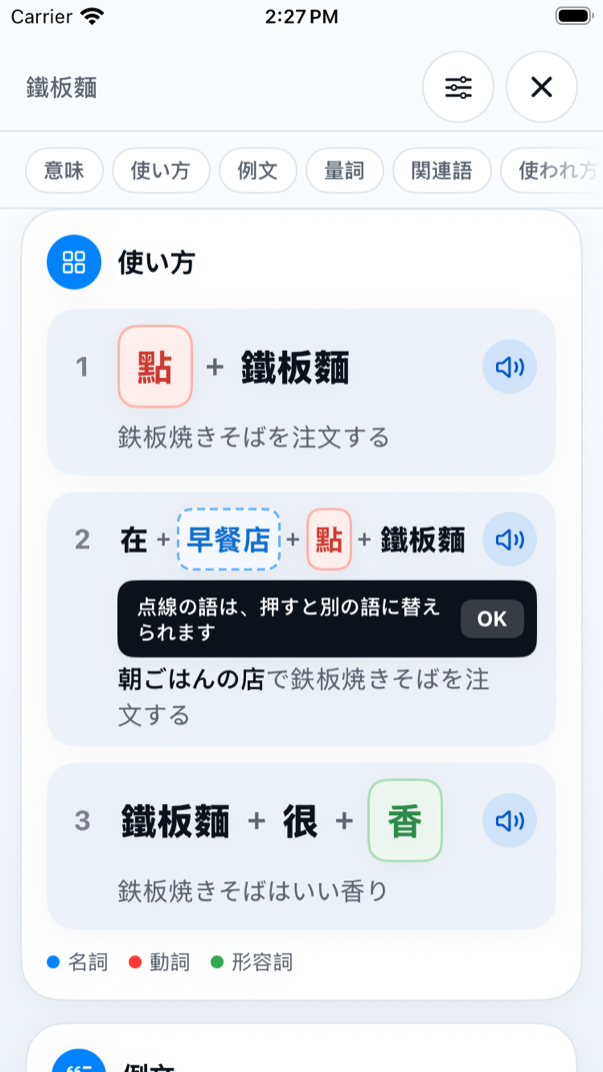 Carrier 2:27 PM
鐵板麵
意味 使い方 例文 量詞 関連語 使われ方
使い方
1 點 + 鐵板麵
鉄板焼きそばを注文する
2 在 + 早餐店 + 點 + 鐵板麵
点線の語は、押すと別の語に替え
られます OK
朝ごはんの店で鉄板焼きそばを注
文する
3 鐵板麵 + 很 + 香
鉄板焼きそばはいい香り
名詞 動詞 形容詞
例文